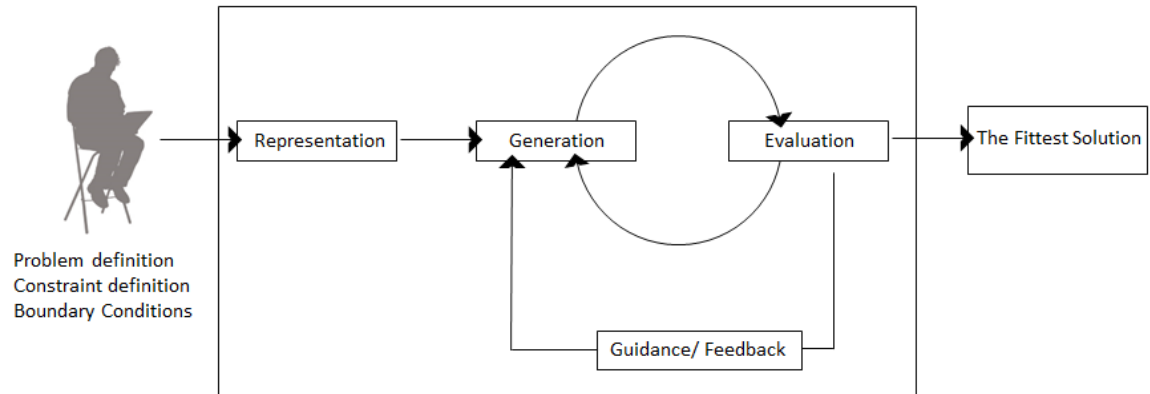 Problem definition
Constraint definition
Boundary Conditions
Representation
Generation
Evaluation
The Fittest Solution
Guidance/ Feedback